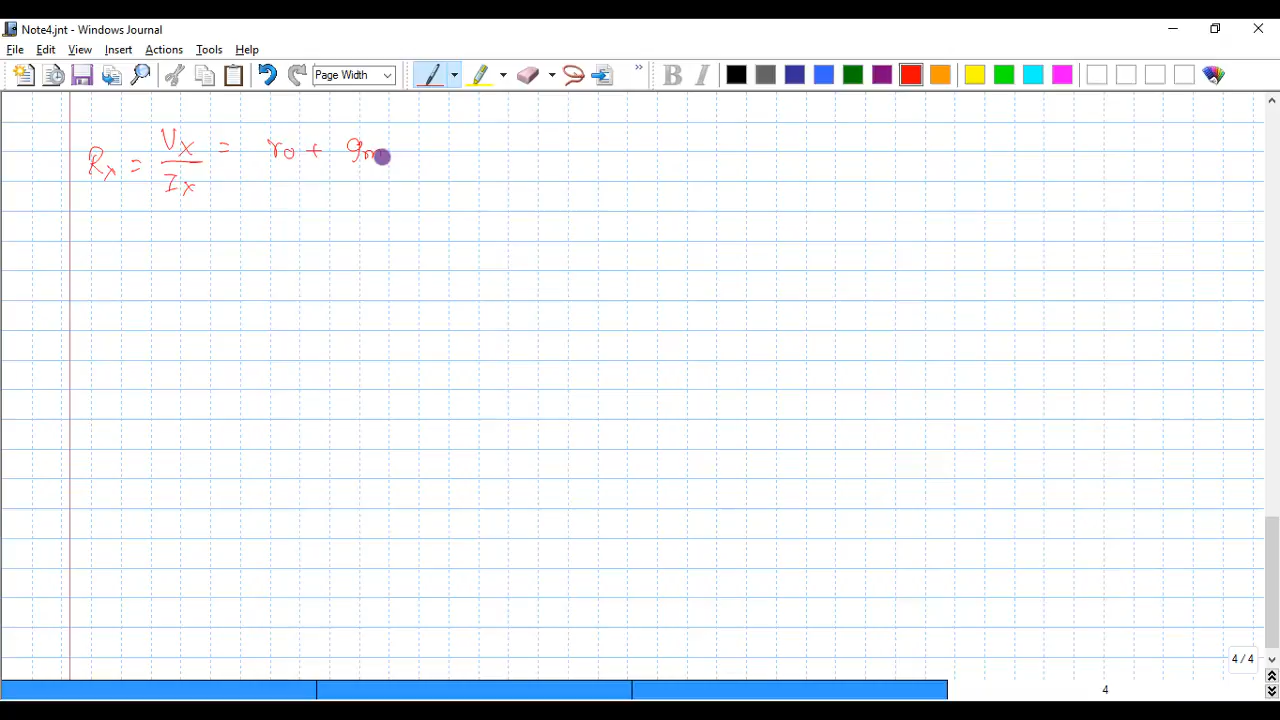 Note4.jnt - Windows Journal
File Edit View Insert Actions Tools Help
Page Width » B I »
Rx = Vx / Ix = ro + gm
4 / 4
4